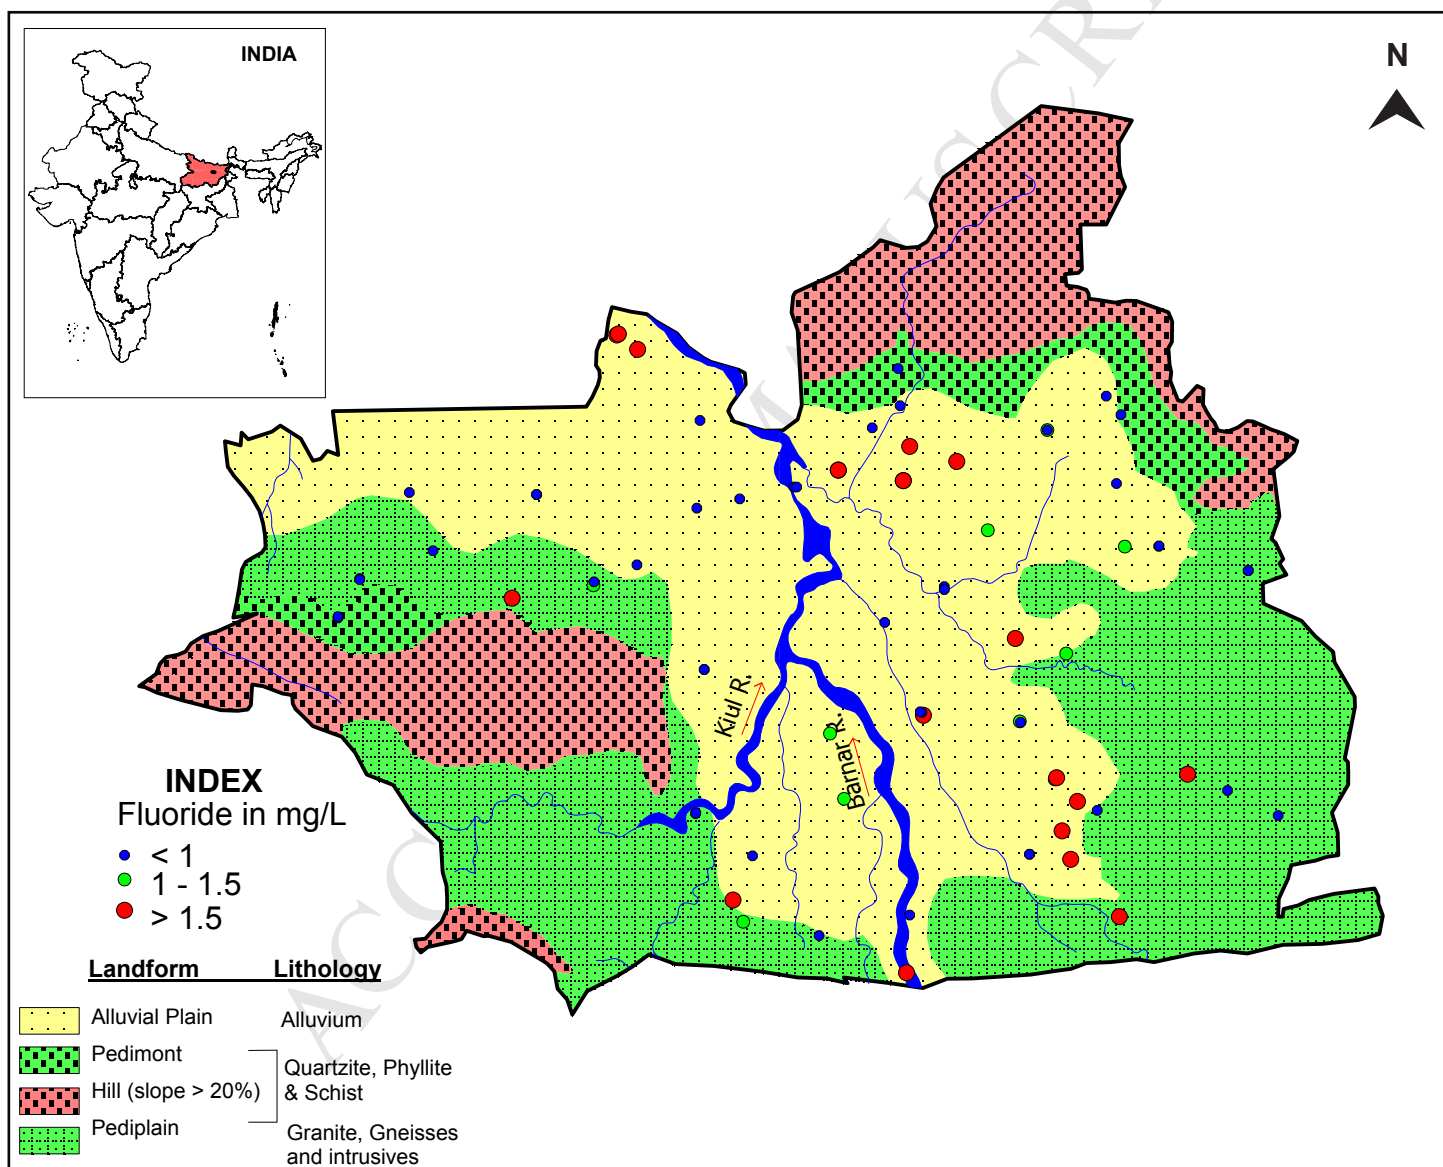 INDIA
N
Kiul R.
Barnar R.
INDEX
Fluoride in mg/L
< 1
1 - 1.5
> 1.5
Landform Lithology
Alluvial Plain Alluvium
Pedimont
Quartzite, Phyllite
Hill (slope > 20%) & Schist
Pediplain Granite, Gneisses
and intrusives